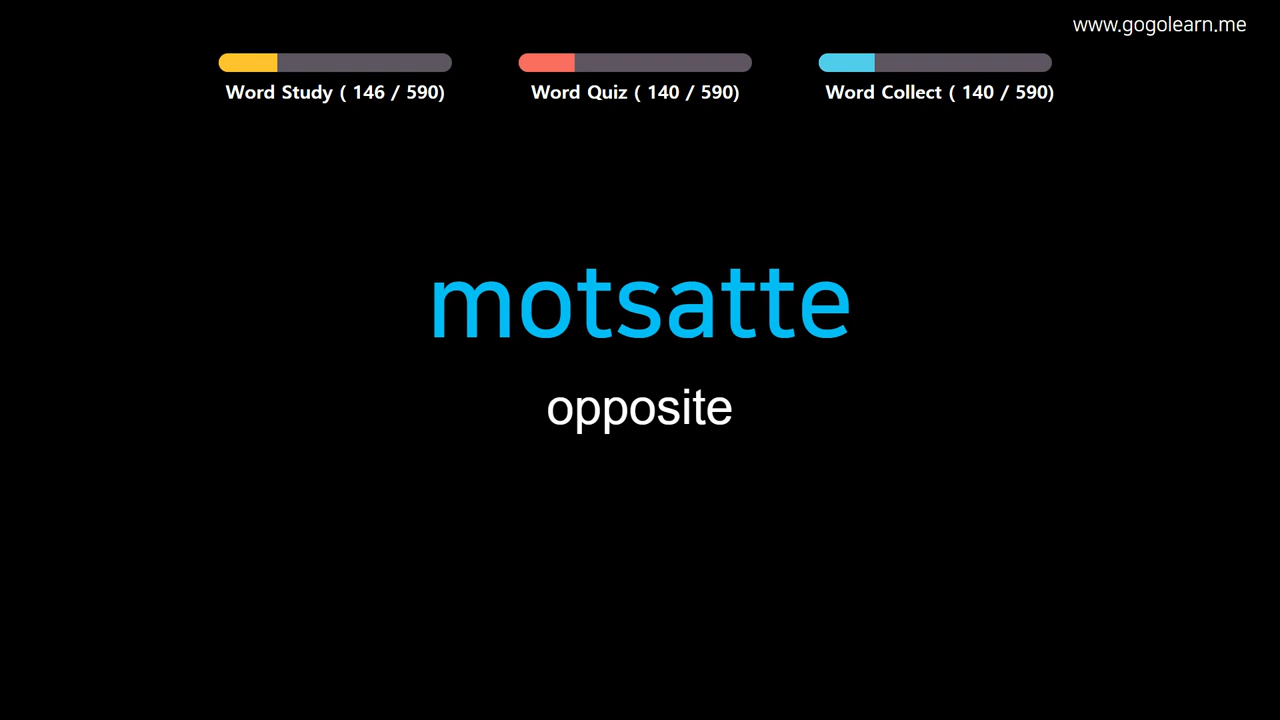 www.gogolearn.me
Word Study ( 146 / 590)
Word Quiz ( 140 / 590)
Word Collect ( 140 / 590)
motsatte
opposite